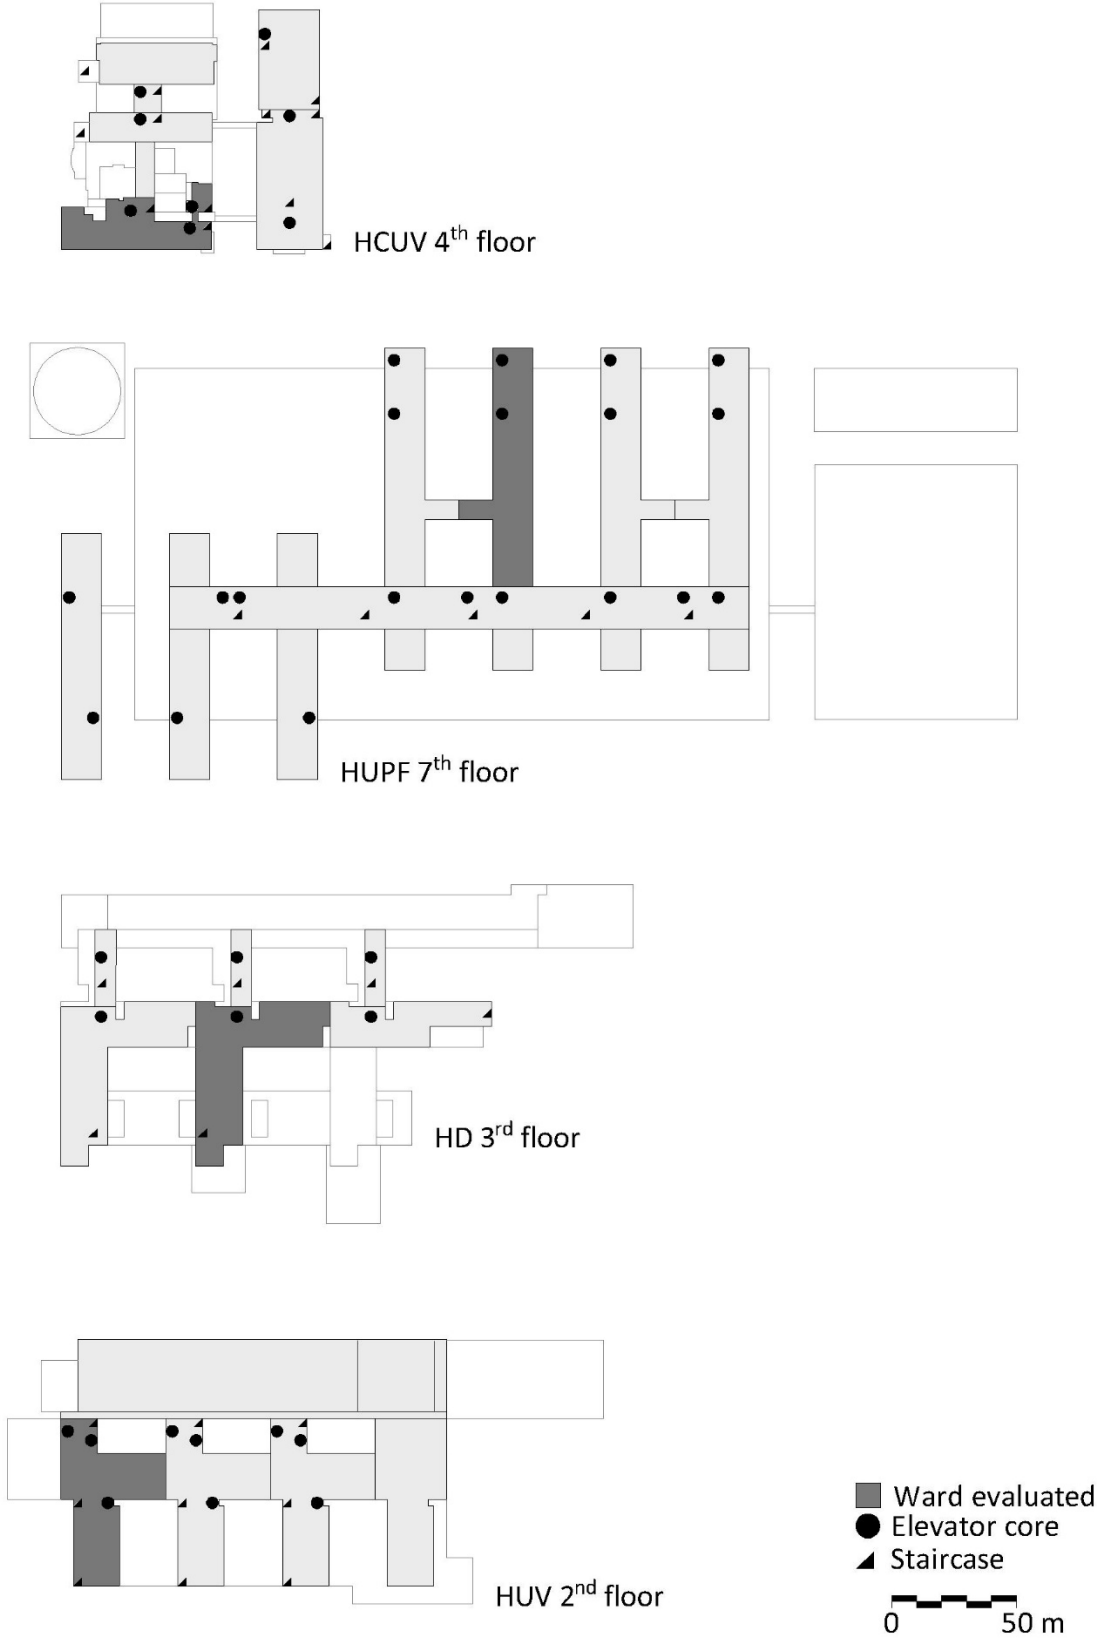 HCUV 4th floor
HUPF 7th floor
HD 3rd floor
HUV 2nd floor
Ward evaluated
Elevator core
Staircase
0 50 m